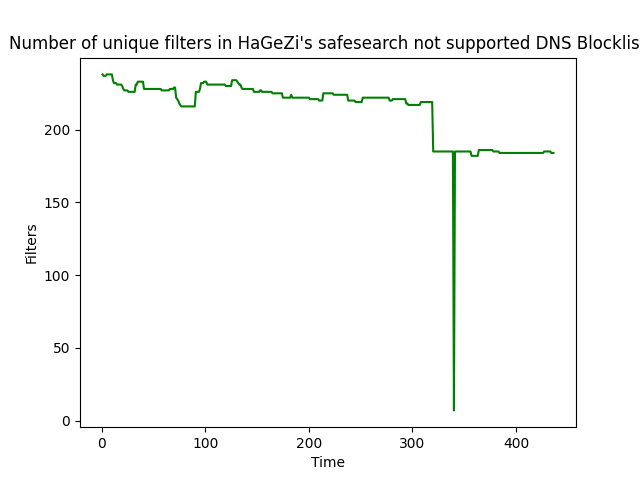 Number of unique filters in HaGeZi's safesearch not supported DNS Blocklis
200
150
100
50
0
Filters
0 100 200 300 400
Time